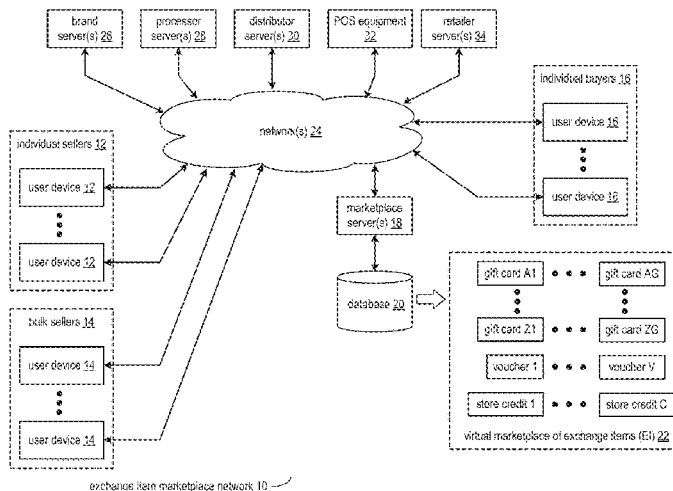 brand
server(s) 26
processor
server(s) 28
distributor
server(s) 30
POS equipment
32
retailer
server(s) 34
individual buyers 16
user device 16
user device 16
network(s) 24
individual sellers 12
user device 12
user device 12
marketplace
server(s) 18
database 20
bulk sellers 14
user device 14
user device 14
gift card A1
gift card AG
gift card Z1
gift card ZG
voucher 1
voucher V
store credit 1
store credit C
virtual marketplace of exchange items (EI) 22
exchange item marketplace network 10